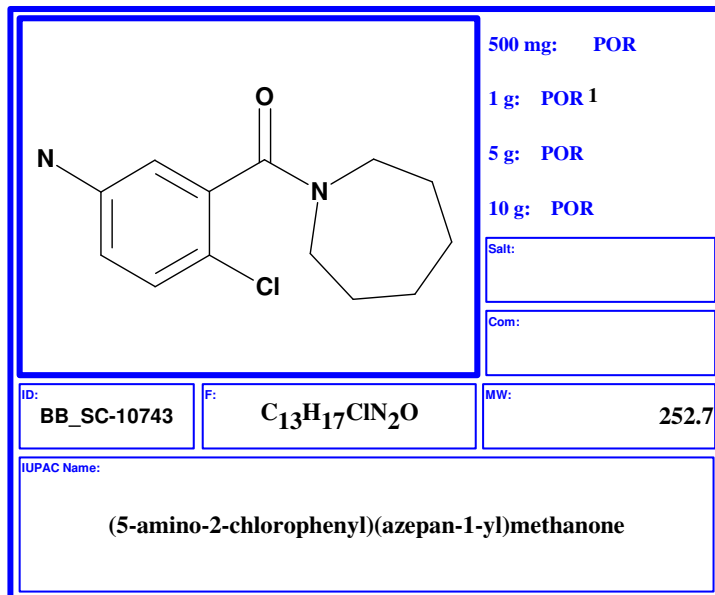 500 mg: POR
1 g: POR 1
5 g: POR
10 g: POR
O
N
N
Cl
Salt:
Com:
ID:
BB_SC-10743
F:
C13H17ClN2O
MW:
252.7
IUPAC Name:
(5-amino-2-chlorophenyl)(azepan-1-yl)methanone